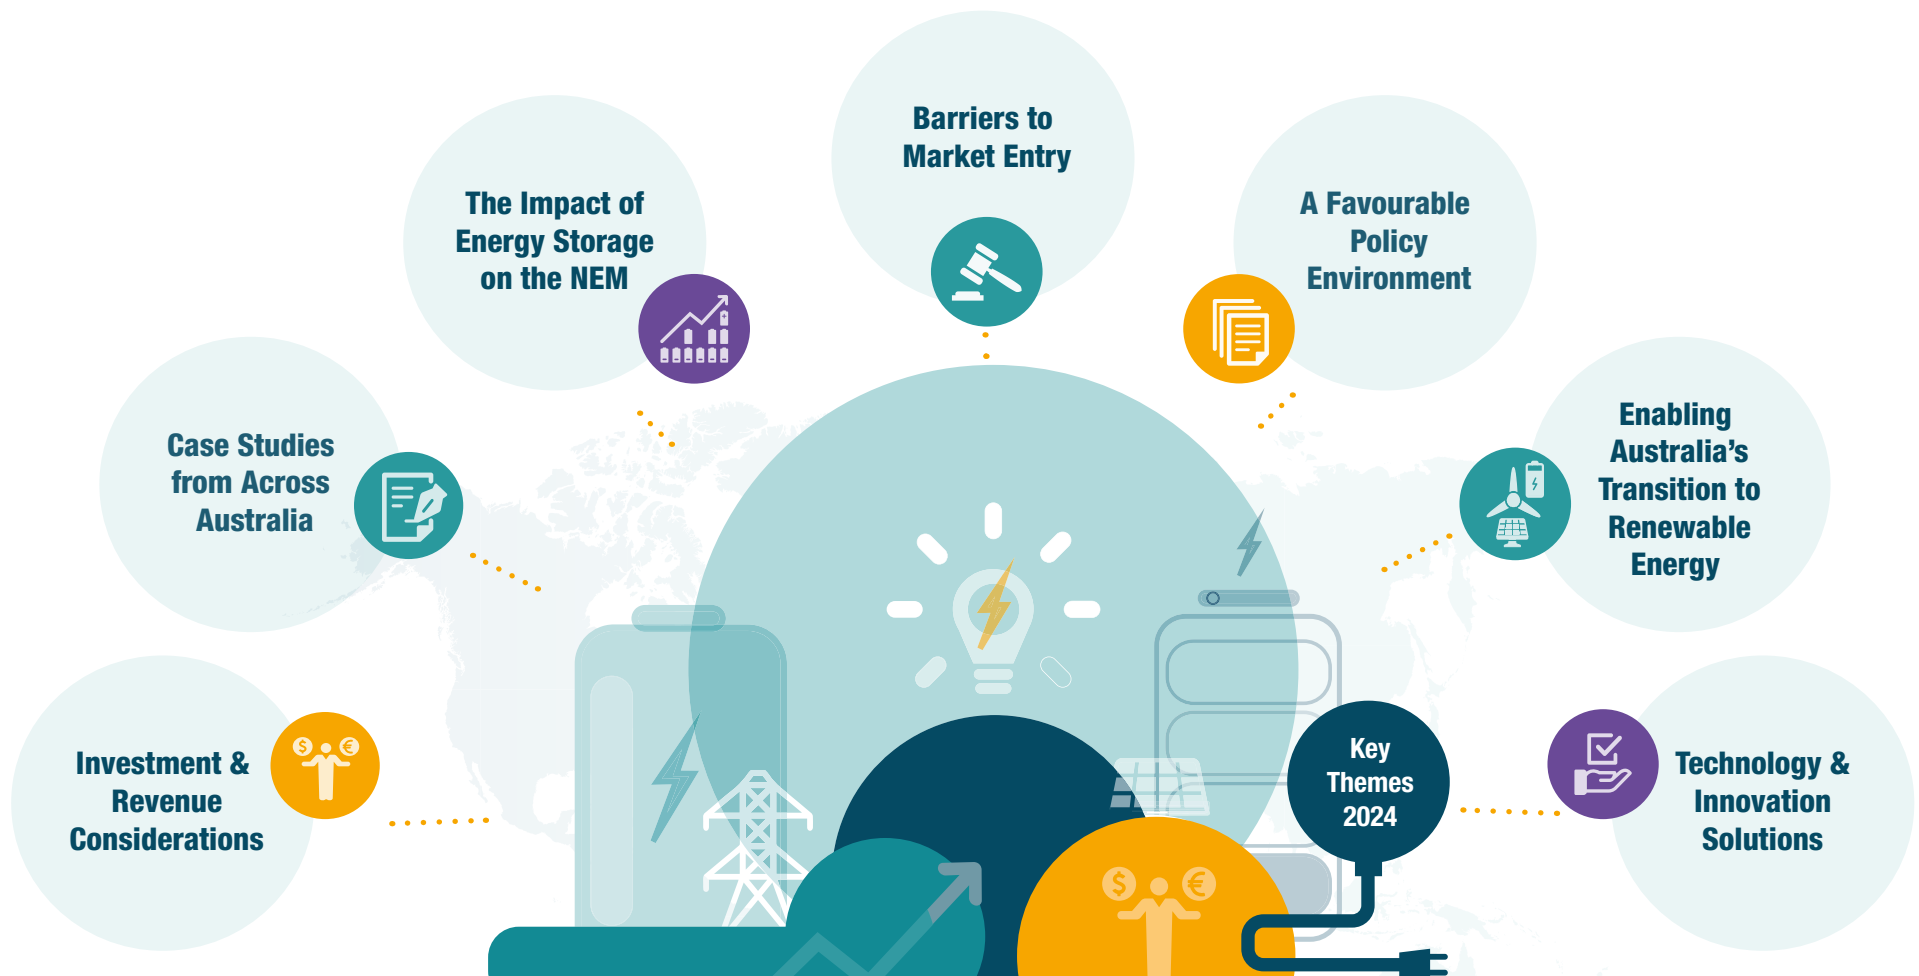 Barriers to
Market Entry
The Impact of
Energy Storage
on the NEM
A Favourable
Policy
Environment
Case Studies
from Across
Australia
Enabling
Australia’s
Transition to
Renewable
Energy
Investment &
Revenue
Considerations
$ €
Key
Themes
2024
Technology &
Innovation
Solutions
$ €